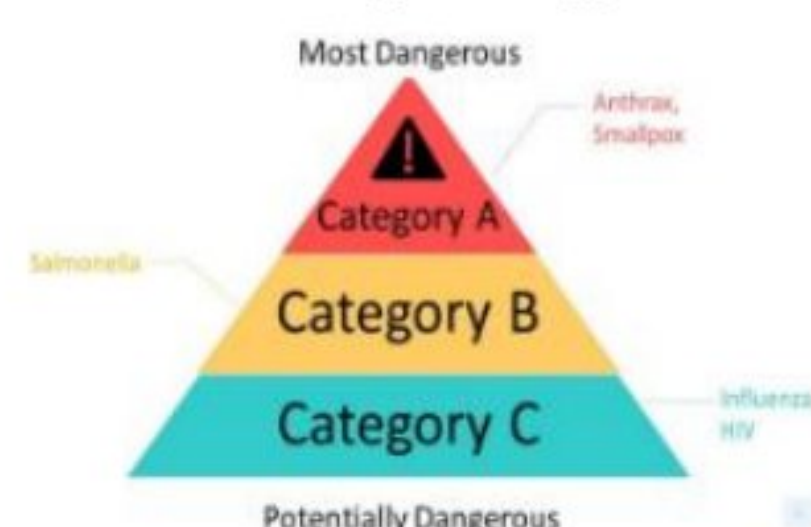 Most Dangerous
Anthrax,
Smallpox
!
Category A
Salmonella
Category B
Category C
Influenza
HIV
Potentially Dangerous